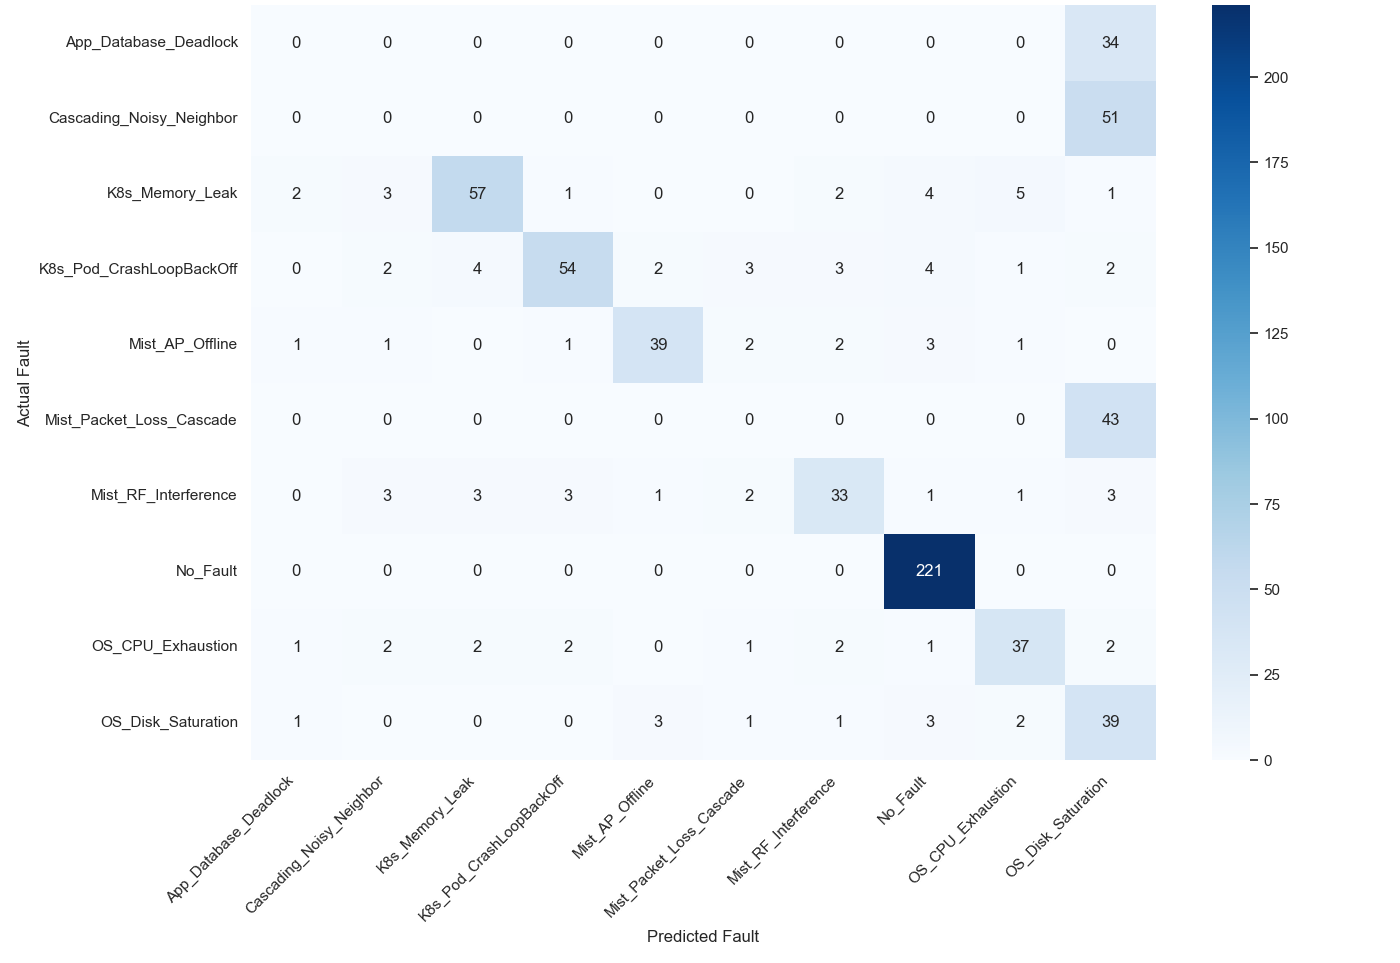 App_Database_Deadlock 0 0 0 0 0 0 0 0 0 34
Cascading_Noisy_Neighbor 0 0 0 0 0 0 0 0 0 51
K8s_Memory_Leak 2 3 57 1 0 0 2 4 5 1
K8s_Pod_CrashLoopBackOff 0 2 4 54 2 3 3 4 1 2
Mist_AP_Offline 1 1 0 1 39 2 2 3 1 0
Mist_Packet_Loss_Cascade 0 0 0 0 0 0 0 0 0 43
Mist_RF_Interference 0 3 3 3 1 2 33 1 1 3
No_Fault 0 0 0 0 0 0 0 221 0 0
OS_CPU_Exhaustion 1 2 2 2 0 1 2 1 37 2
OS_Disk_Saturation 1 0 0 0 3 1 1 3 2 39
Actual Fault
App_Database_Deadlock
Cascading_Noisy_Neighbor
K8s_Memory_Leak
K8s_Pod_CrashLoopBackOff
Mist_AP_Offline
Mist_Packet_Loss_Cascade
Mist_RF_Interference
No_Fault
OS_CPU_Exhaustion
OS_Disk_Saturation
Predicted Fault
200
175
150
125
100
75
50
25
0